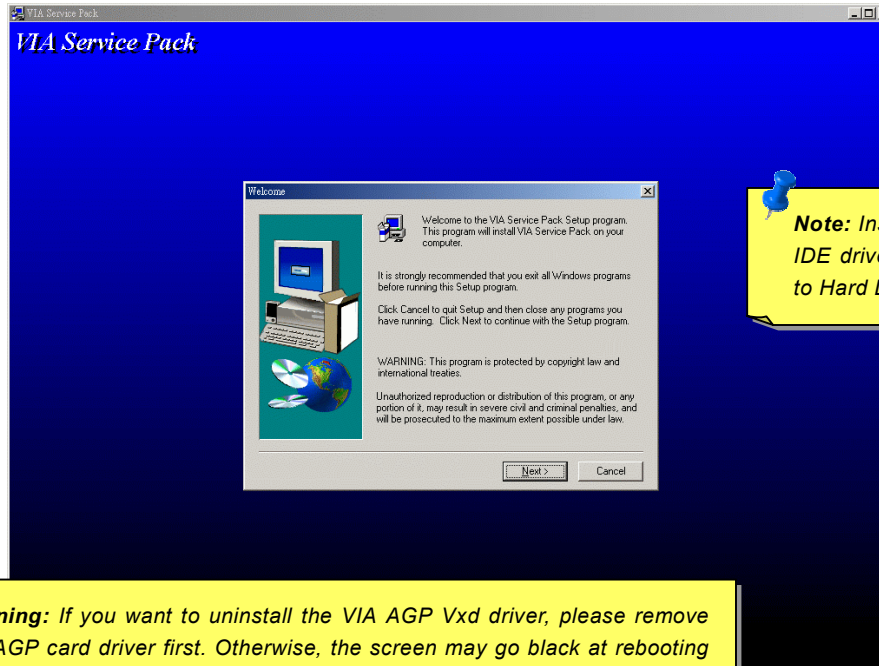 VIA Service Pack
VIA Service Pack
Welcome
Welcome to the VIA Service Pack Setup program.
This program will install VIA Service Pack on your
computer.
It is strongly recommended that you exit all Windows programs
before running this Setup program.
Click Cancel to quit Setup and then close any programs you
have running. Click Next to continue with the Setup program.
WARNING: This program is protected by copyright law and
international treaties.
Unauthorized reproduction or distribution of this program, or any
portion of it, may result in severe civil and criminal penalties, and
will be prosecuted to the maximum extent possible under law.
Next >
Cancel
Note:
IDE
to Hard
ning: If you want to uninstall the VIA AGP Vxd driver, please remove
AGP card driver first. Otherwise, the screen may go black at rebooting